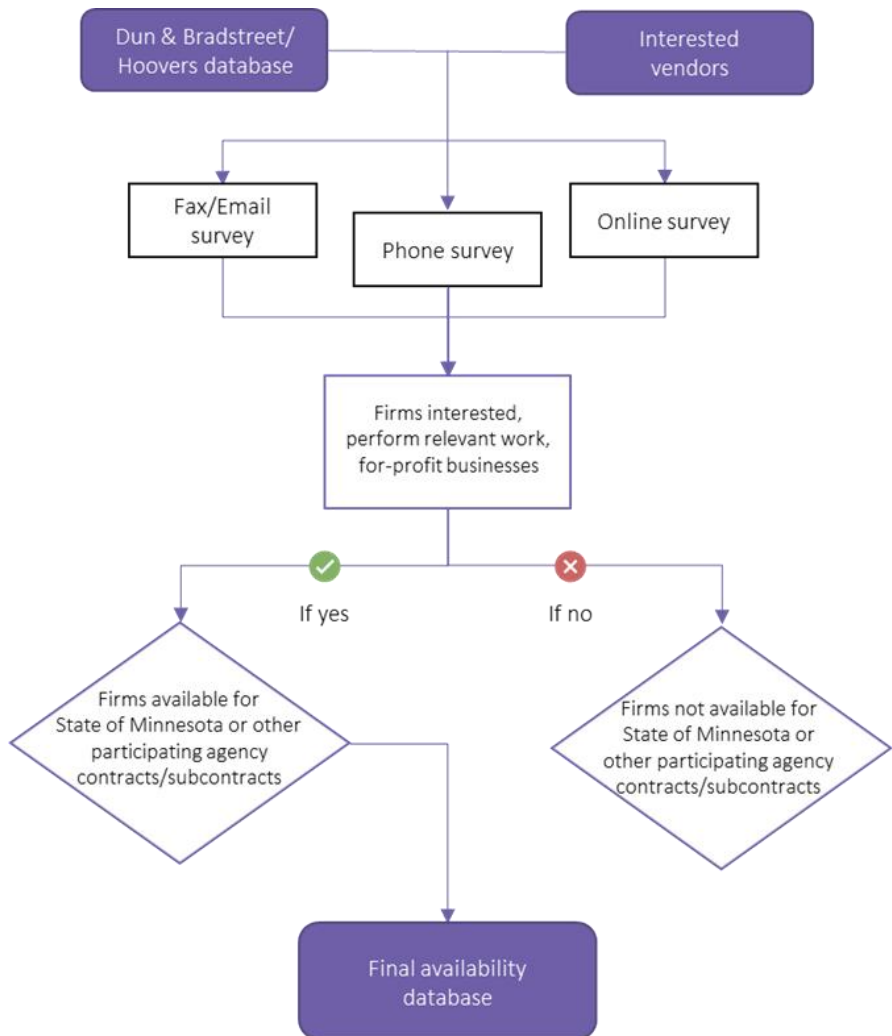 Dun & Bradstreet/
Hoovers database
Interested
vendors
Fax/Email
survey
Phone survey
Online survey
Firms interested,
perform relevant work,
for-profit businesses
If yes
If no
Firms available for
State of Minnesota or other
participating agency
contracts/subcontracts
Firms not available for
State of Minnesota or
other participating agency
contracts/subcontracts
Final availability
database